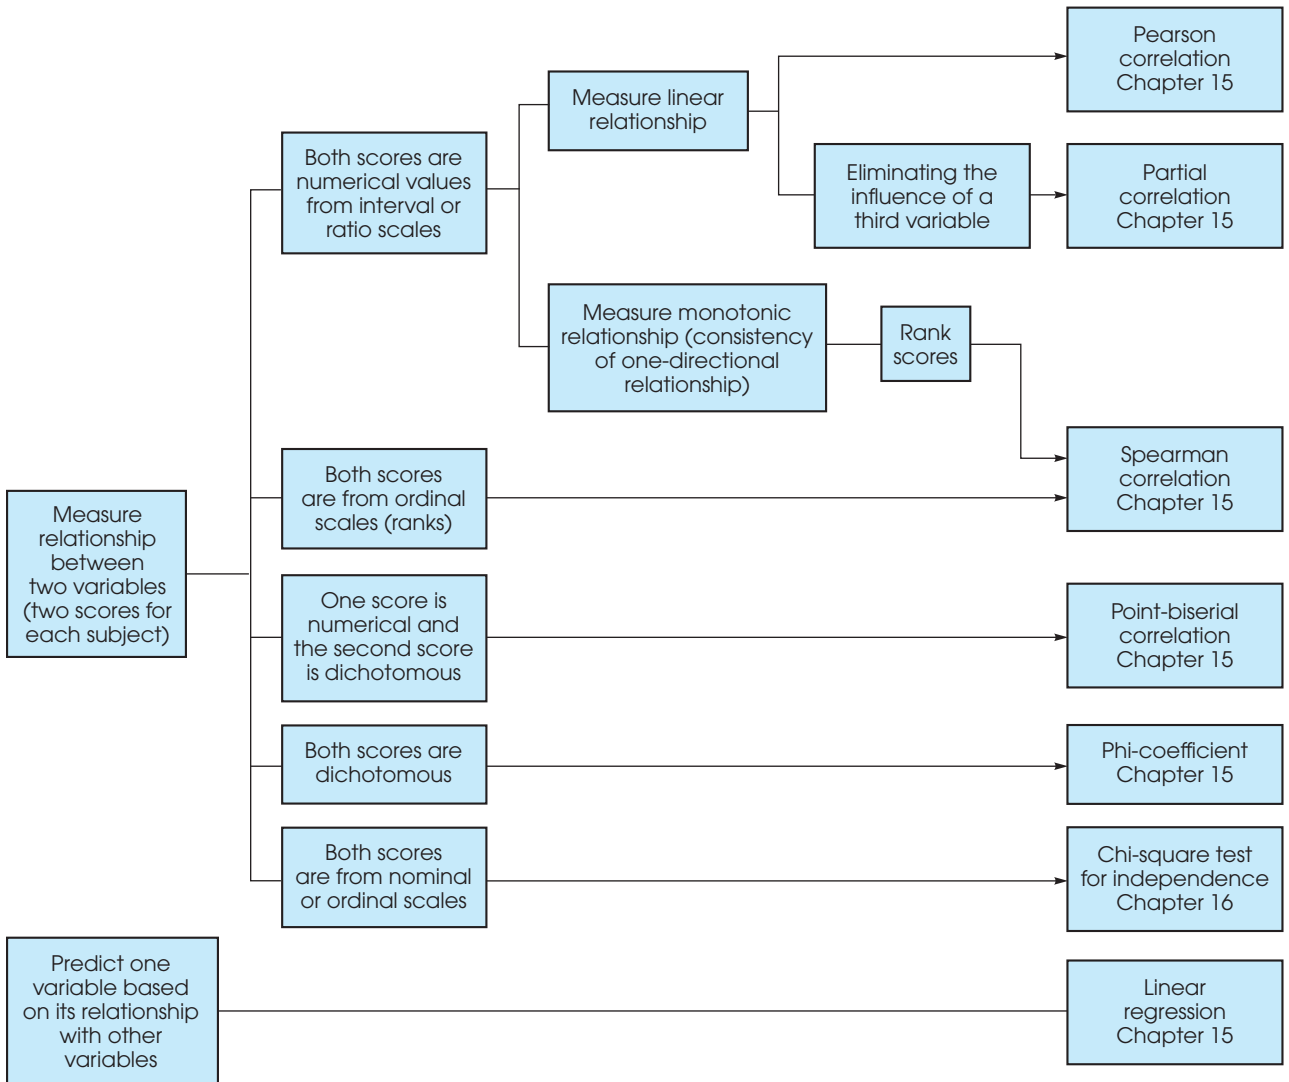 Pearson
correlation
Chapter 15
Measure linear
relationship
Both scores are
numerical values
from interval or
ratio scales
Eliminating the
influence of a
third variable
Partial
correlation
Chapter 15
Measure monotonic
relationship (consistency
of one-directional
relationship)
Rank
scores
Both scores
are from ordinal
scales (ranks)
Spearman
correlation
Chapter 15
Measure
relationship
between
two variables
(two scores for
each subject)
One score is
numerical and
the second score
is dichotomous
Point-biserial
correlation
Chapter 15
Both scores are
dichotomous
Phi-coefficient
Chapter 15
Both scores
are from nominal
or ordinal scales
Chi-square test
for independence
Chapter 16
Predict one
variable based
on its relationship
with other
variables
Linear
regression
Chapter 15